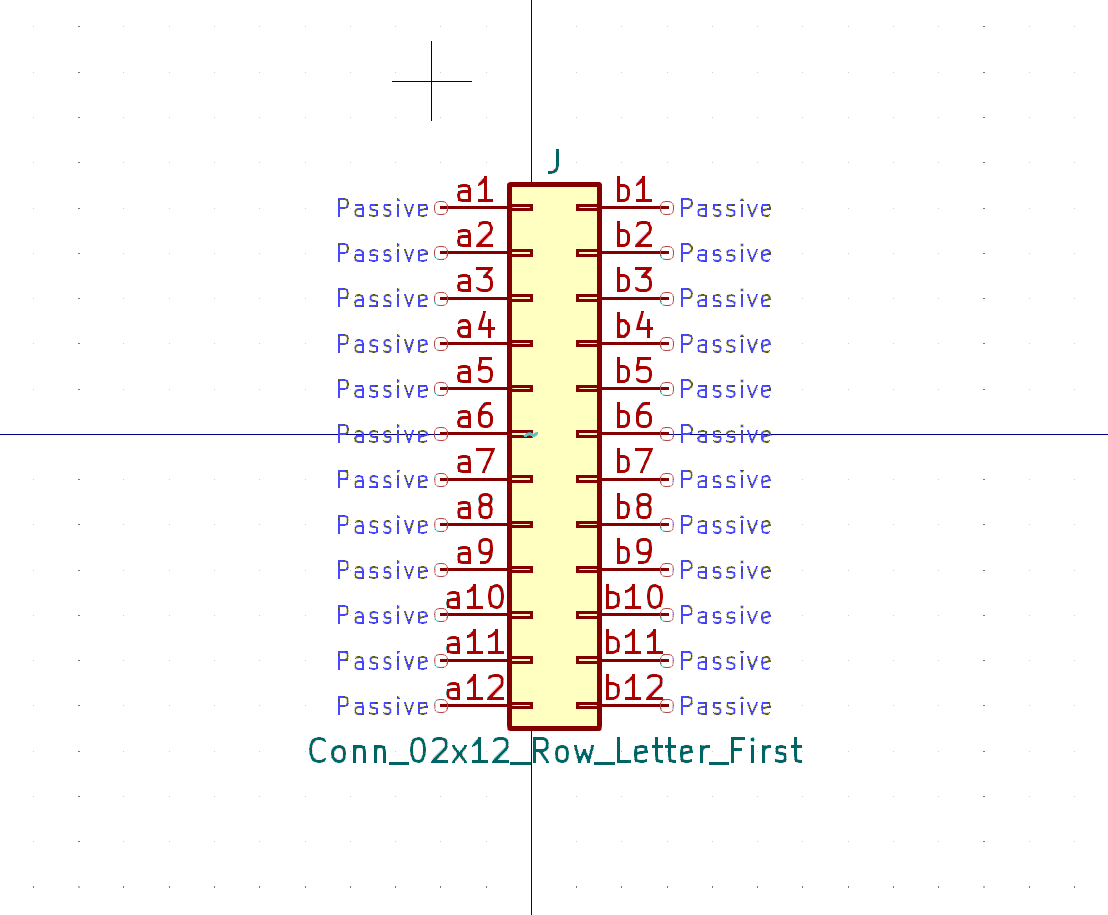 J
Passive a1 b1 Passive
Passive a2 b2 Passive
Passive a3 b3 Passive
Passive a4 b4 Passive
Passive a5 b5 Passive
Passive a6 b6 Passive
Passive a7 b7 Passive
Passive a8 b8 Passive
Passive a9 b9 Passive
Passive a10 b10 Passive
Passive a11 b11 Passive
Passive a12 b12 Passive
Conn_02x12_Row_Letter_First